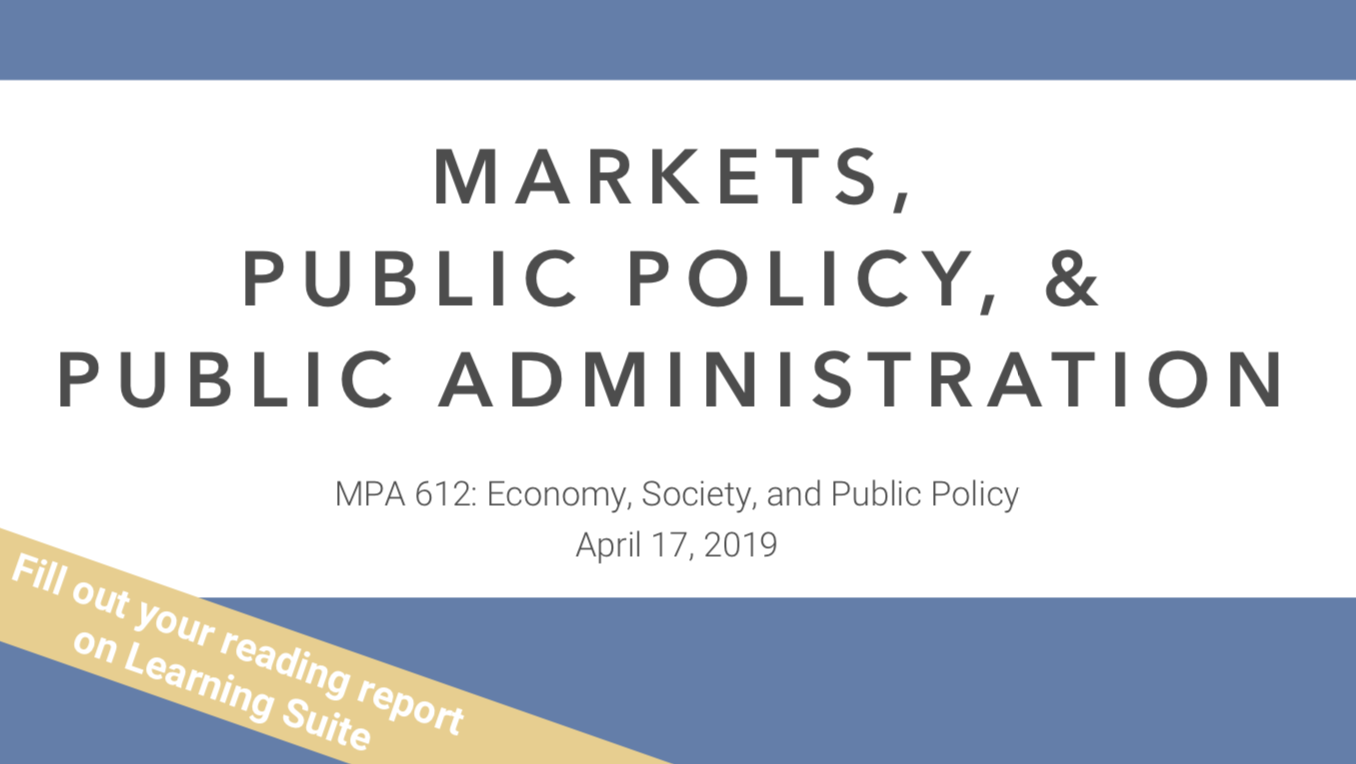 MARKETS,
PUBLIC POLICY, &
PUBLIC ADMINISTRATION
MPA 612: Economy, Society, and Public Policy
April 17, 2019
Fill out your reading report
on Learning Suite